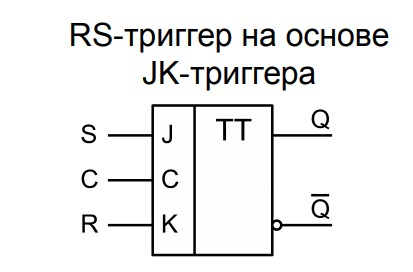 RS-триггер на основе
JK-триггера
S J TT Q
C C
R K Q̅